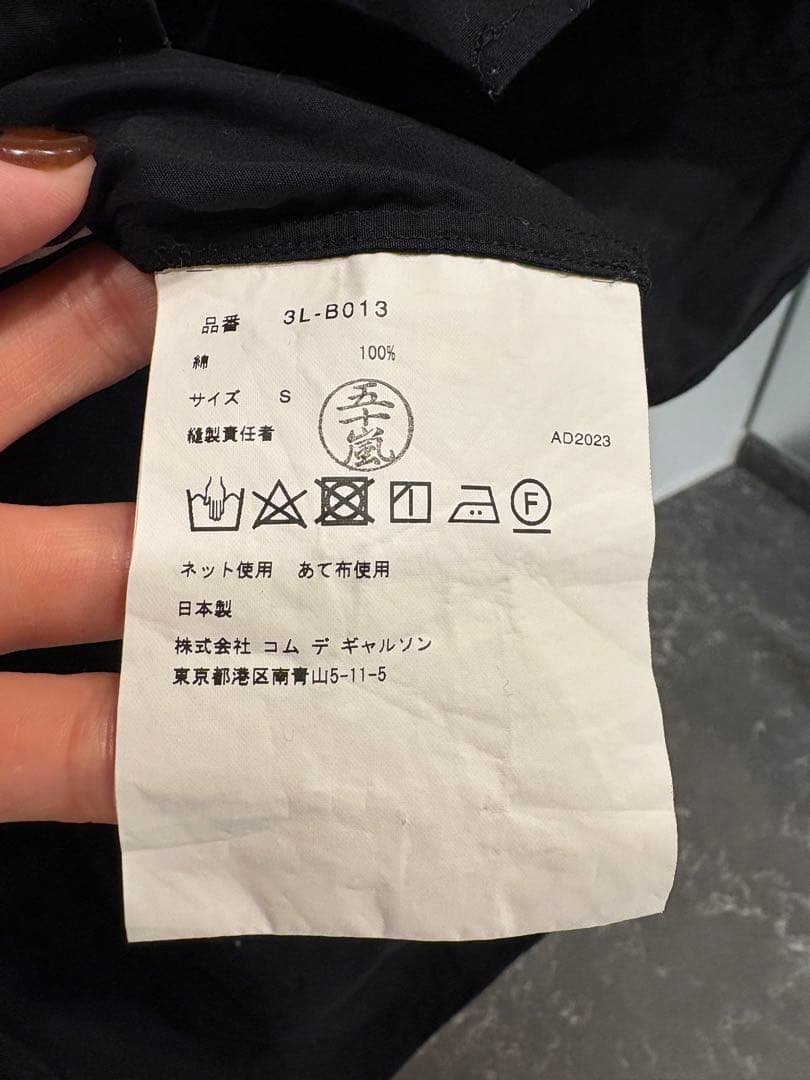 品番 3L-B013
綿 100%
サイズ S
縫製責任者 五十嵐
AD2023
F
ネット使用 あて布使用
日本製
株式会社 コム デ ギャルソン
東京都港区南青山5-11-5